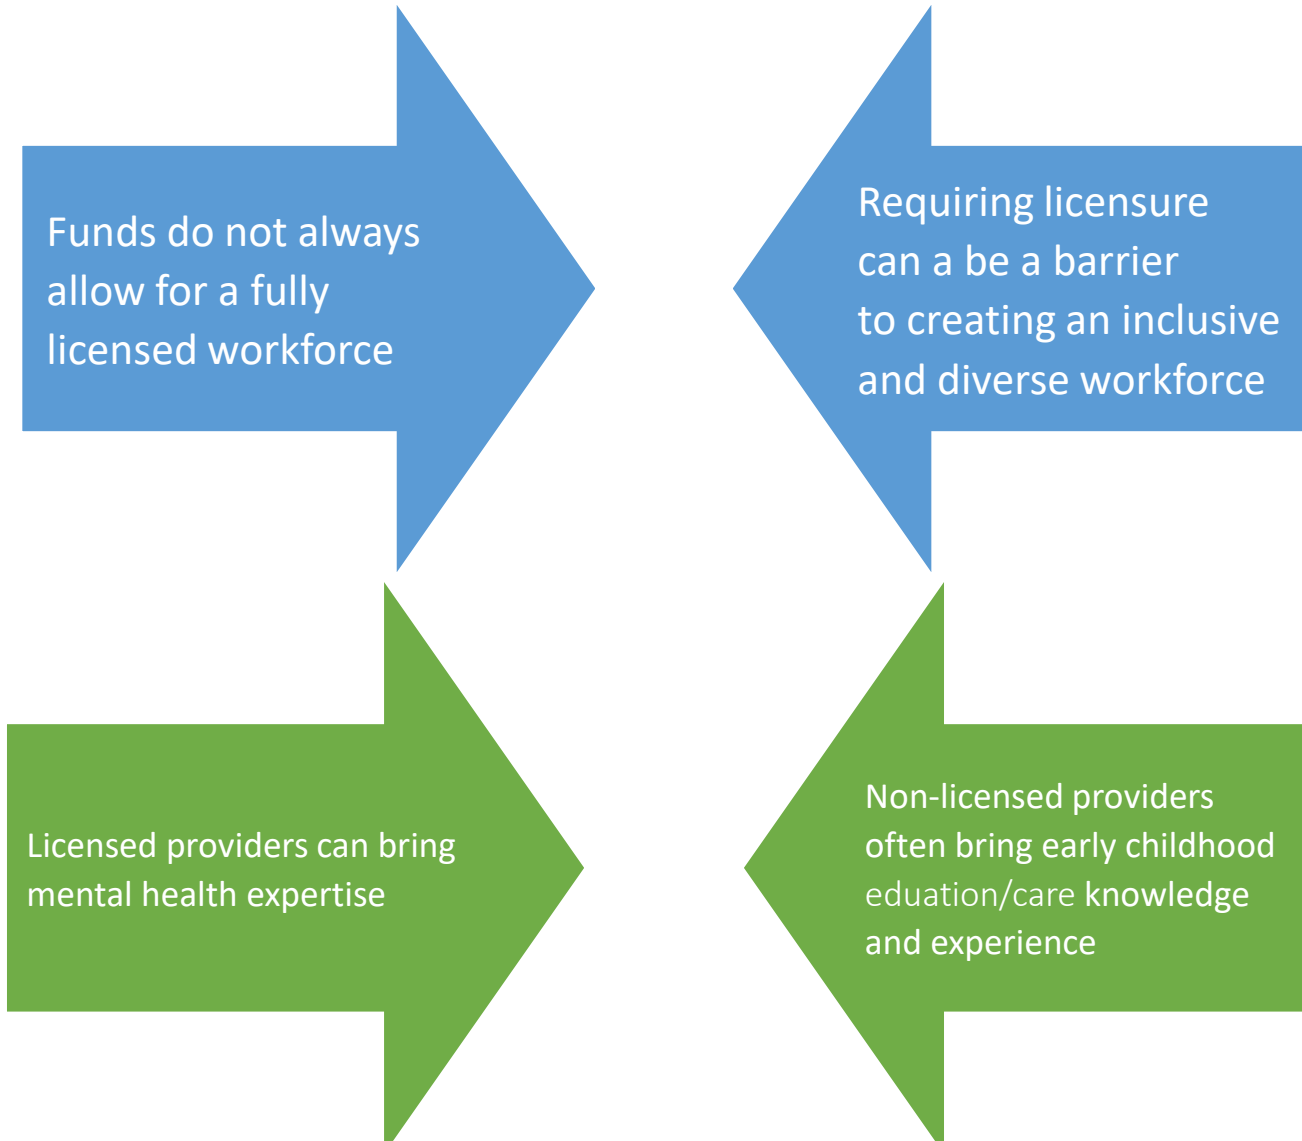 Funds do not always
allow for a fully
licensed workforce
Requiring licensure
can a be a barrier
to creating an inclusive
and diverse workforce
Licensed providers can bring
mental health expertise
Non-licensed providers
often bring early childhood
eduation/care knowledge
and experience